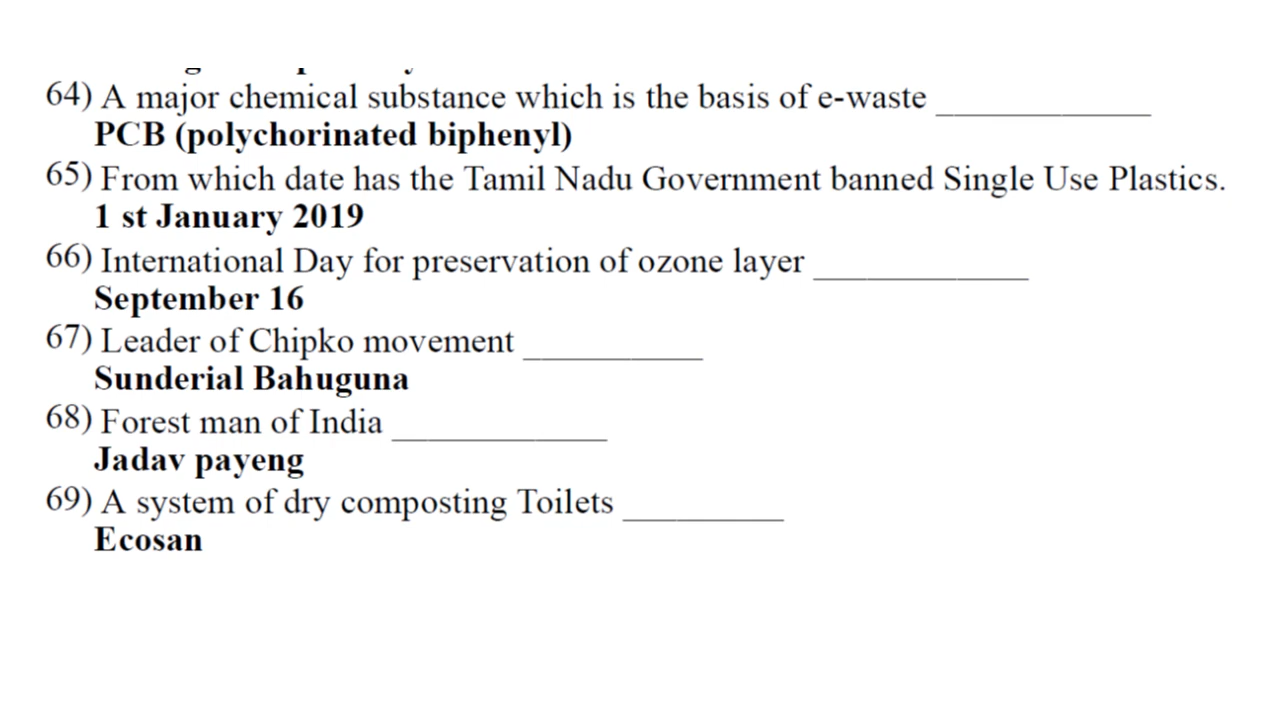 64) A major chemical substance which is the basis of e-waste ____________
PCB (polychorinated biphenyl)
65) From which date has the Tamil Nadu Government banned Single Use Plastics.
1 st January 2019
66) International Day for preservation of ozone layer ____________
September 16
67) Leader of Chipko movement __________
Sunderial Bahuguna
68) Forest man of India ____________
Jadav payeng
69) A system of dry composting Toilets _________
Ecosan